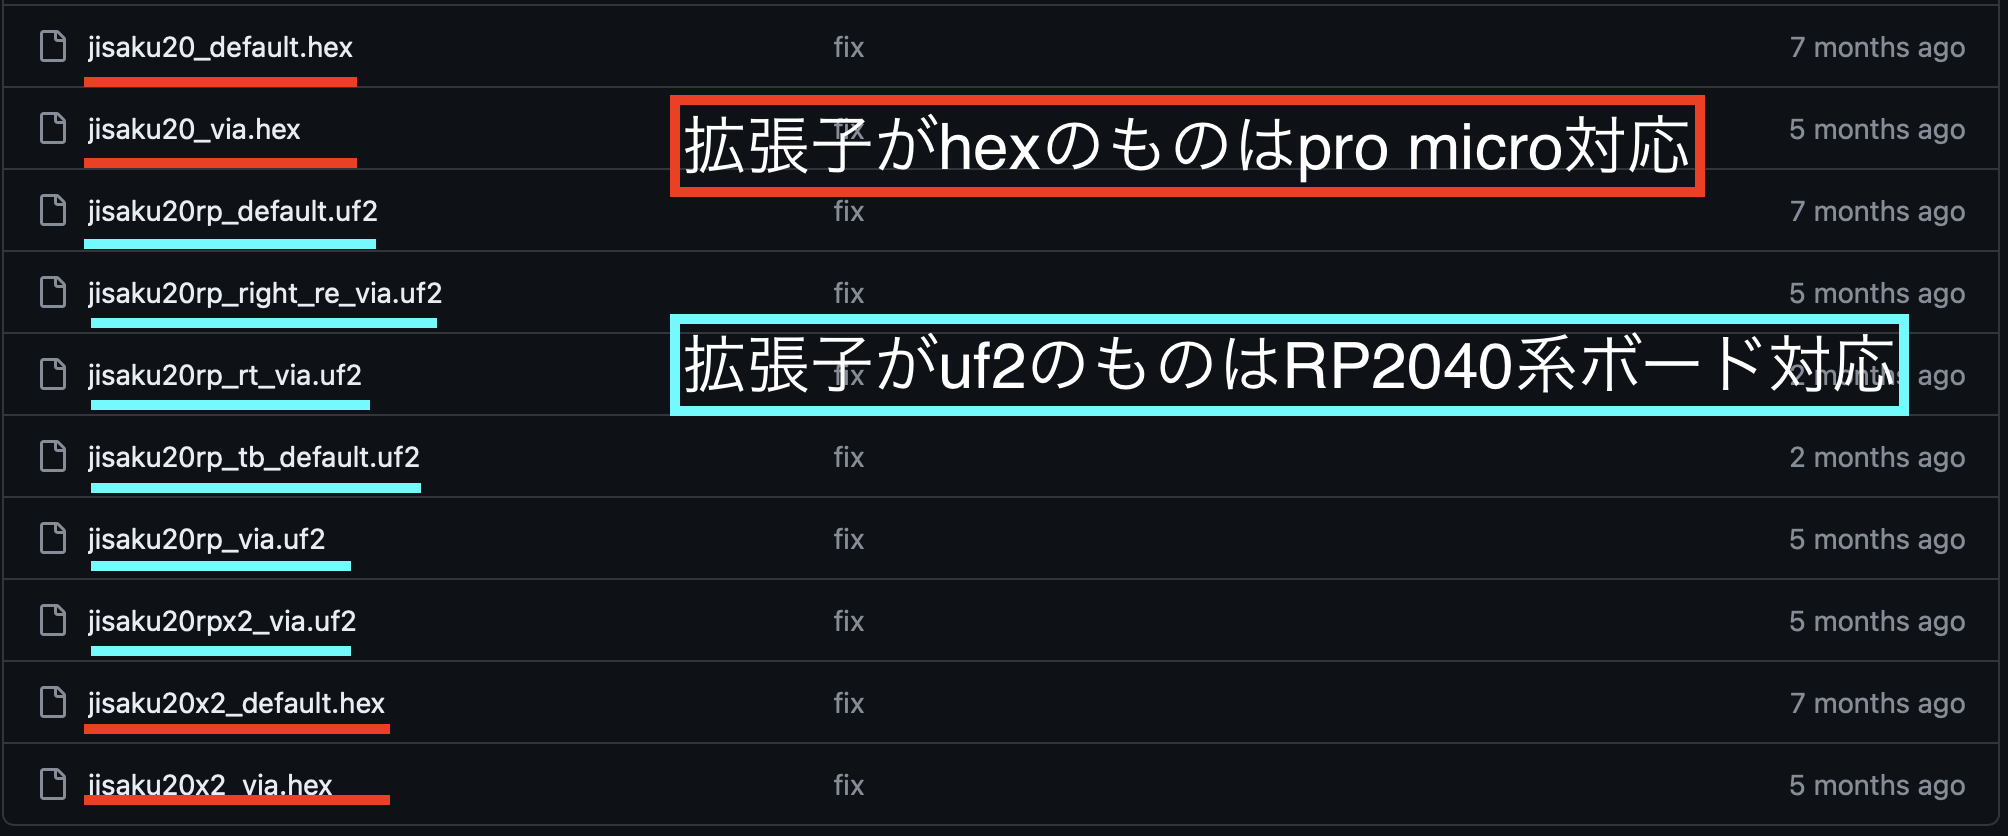 jisaku20_default.hex fix 7 months ago
jisaku20_via.hex fix 5 months ago
拡張子がhexのものはpro micro対応
jisaku20rp_default.uf2 fix 7 months ago
jisaku20rp_right_re_via.uf2 fix 5 months ago
jisaku20rp_rt_via.uf2 fix 2 months ago
拡張子がuf2のものはRP2040系ボード対応
jisaku20rp_tb_default.uf2 fix 2 months ago
jisaku20rp_via.uf2 fix 5 months ago
jisaku20rpx2_via.uf2 fix 5 months ago
jisaku20x2_default.hex fix 7 months ago
jisaku20x2_via.hex fix 5 months ago